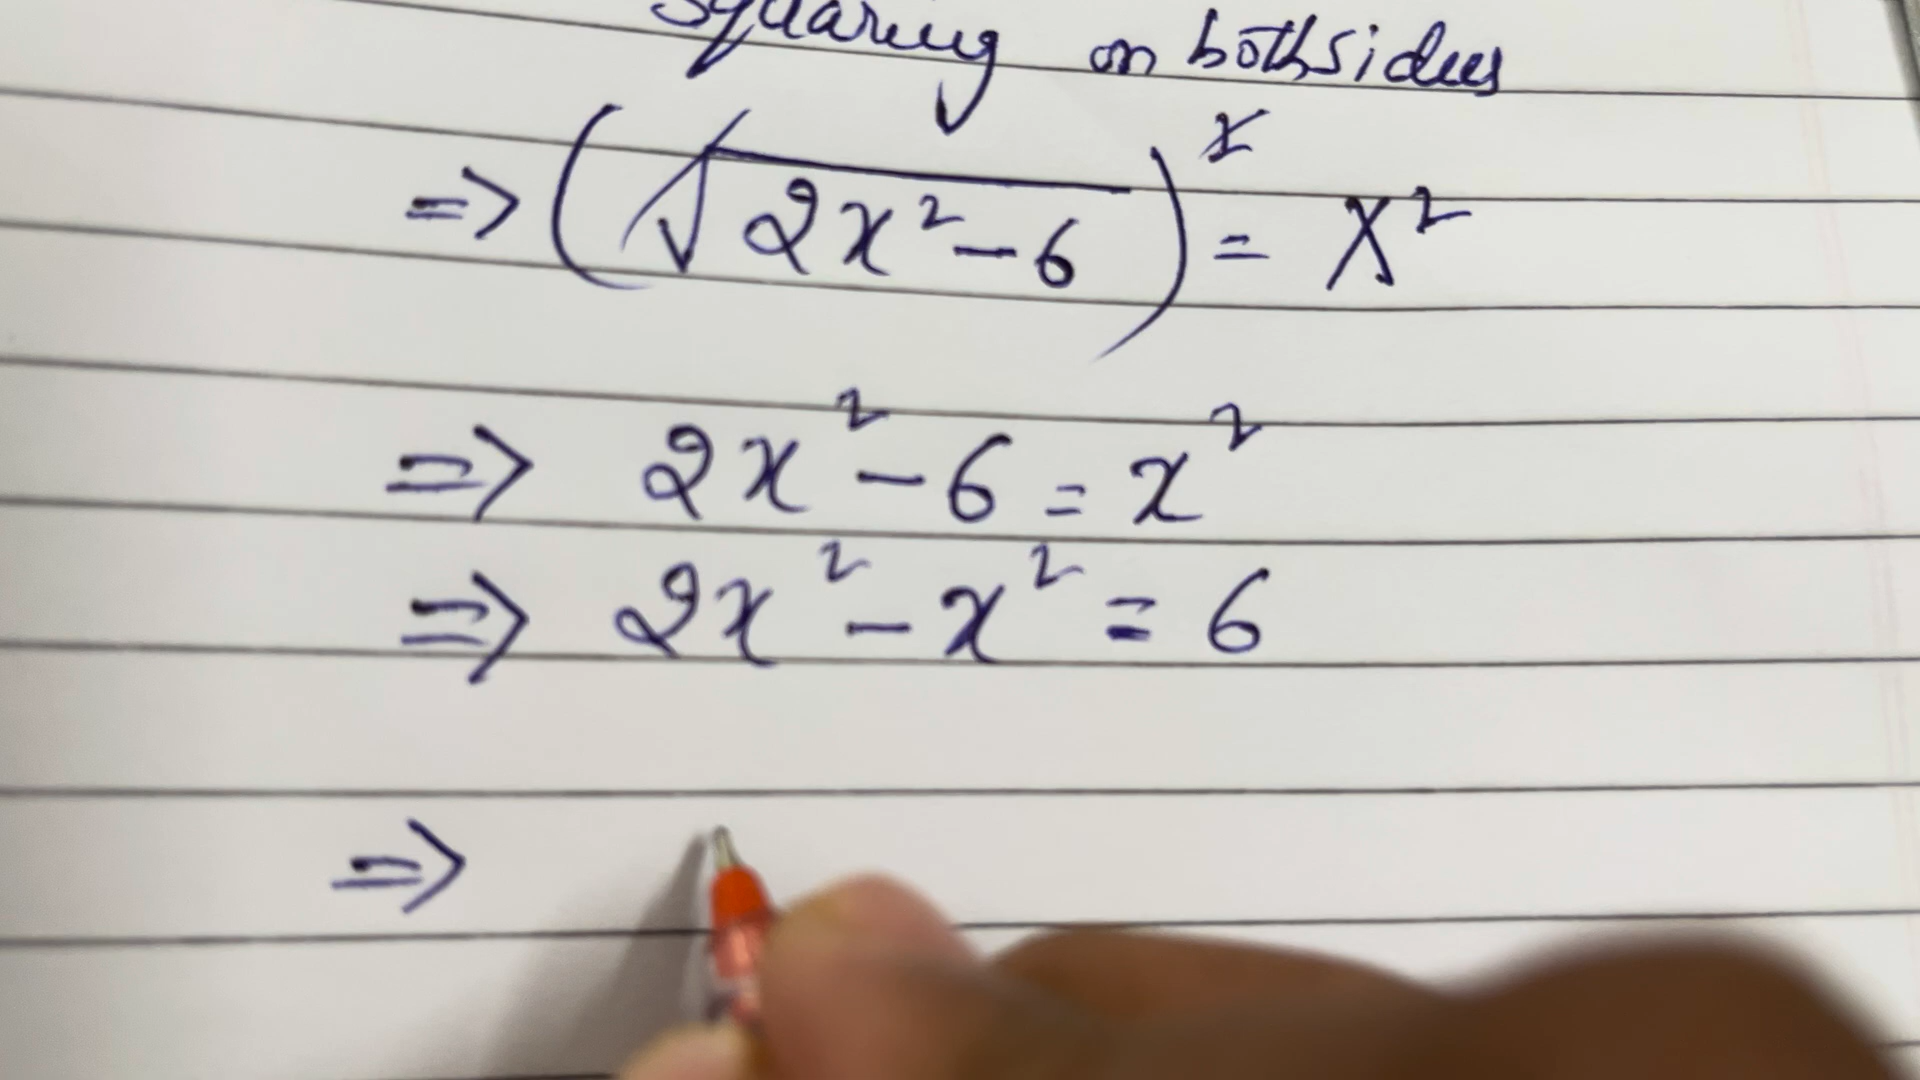 Squaring on bothsides
=> (√2x²-6)² = x²
=> 2x²-6 = x²
=> 2x²-x² = 6
=>